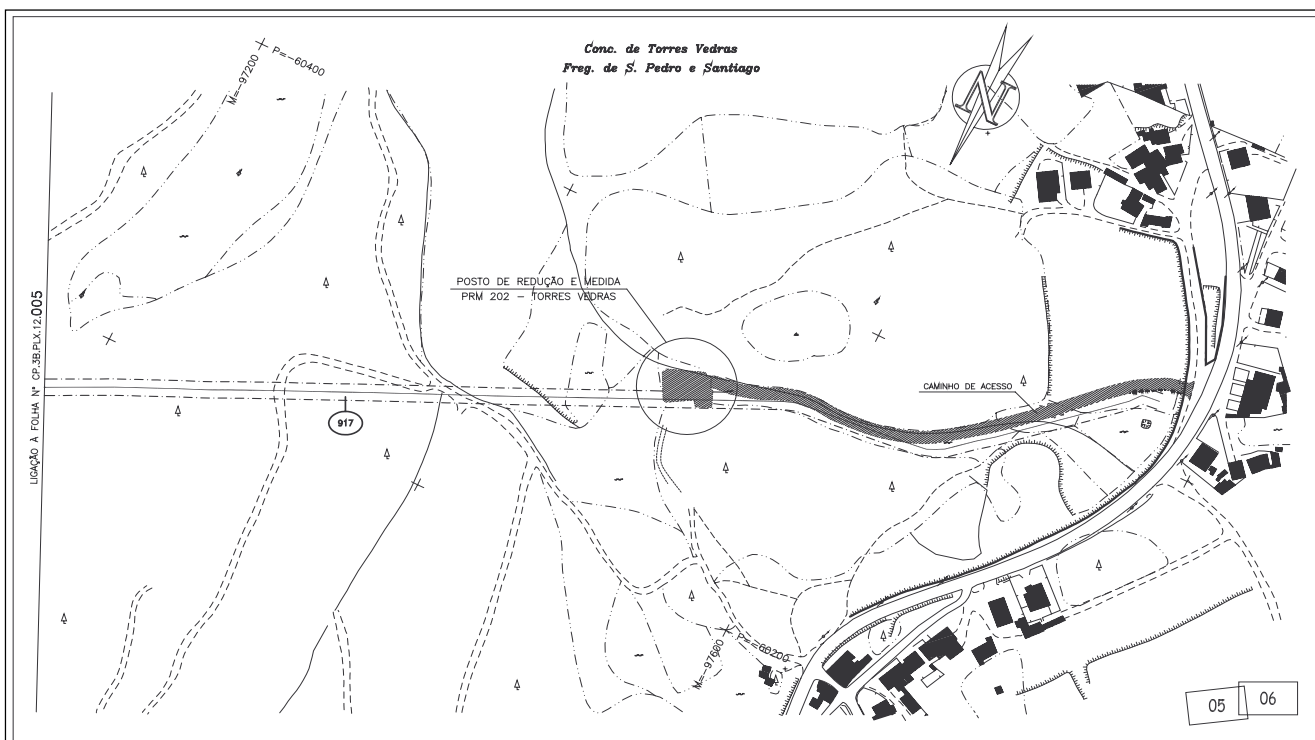 Conc. de Torres Vedras
Freg. de S. Pedro e Santiago
M=-97200
P=-60400
N
POSTO DE REDUÇÃO E MEDIDA
PRM 202 - TORRES VEDRAS
LIGAÇÃO À FOLHA Nº CP.3B.PLX.12.005
CAMINHO DE ACESSO
917
M=-97600
P=-60200
05
06